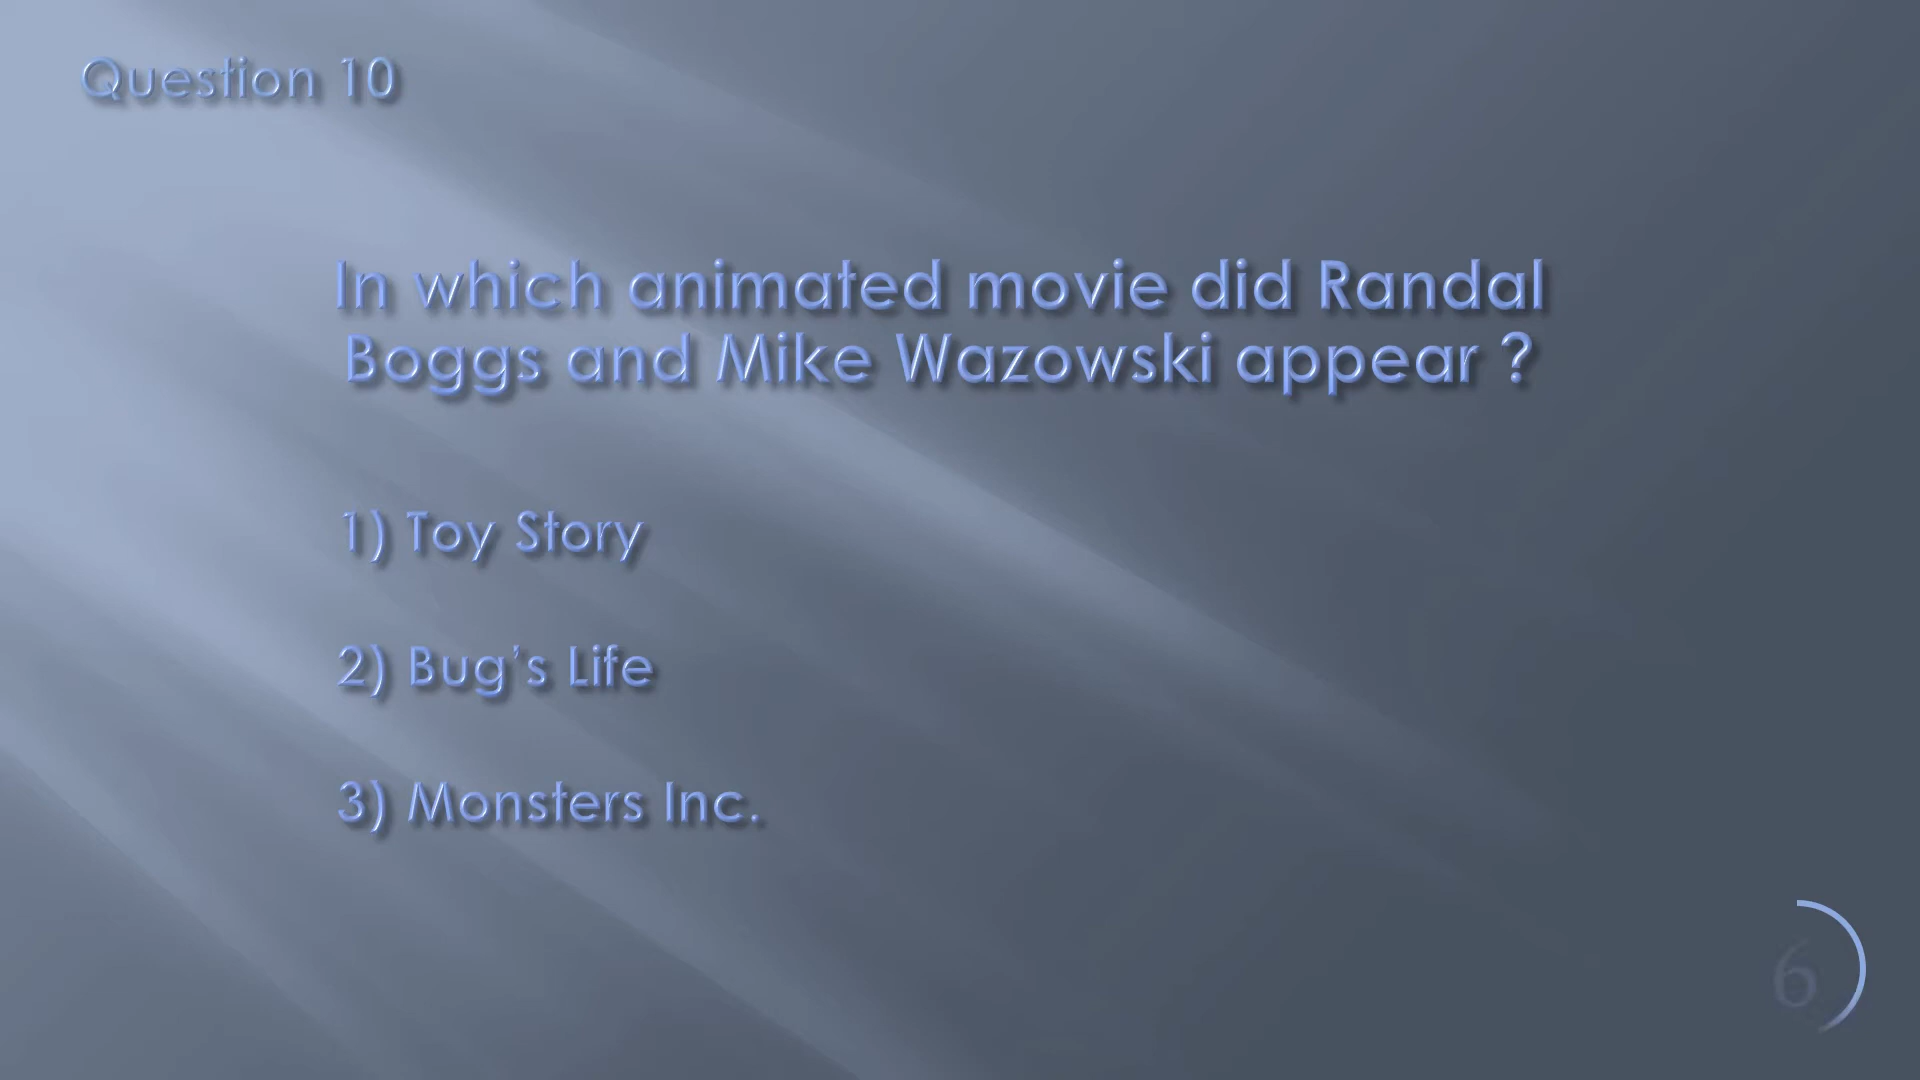 Question 10
In which animated movie did Randal
Boggs and Mike Wazowski appear ?
1) Toy Story
2) Bug’s Life
3) Monsters Inc.
6